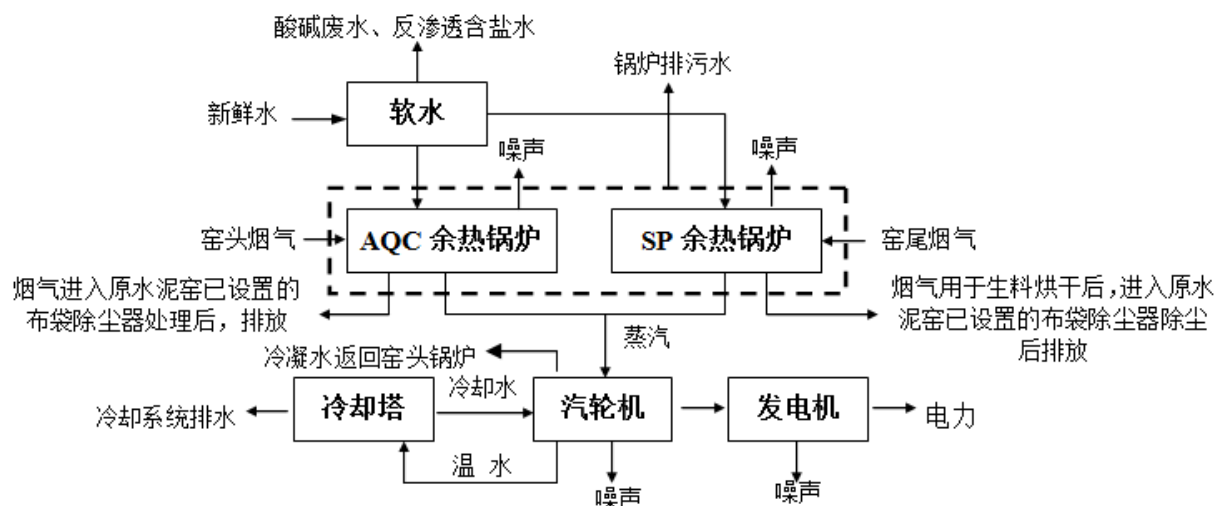 酸碱废水、反渗透含盐水
锅炉排污水
新鲜水
软水
噪声
噪声
窑头烟气
AQC 余热锅炉
SP 余热锅炉
窑尾烟气
烟气进入原水泥窑已设置的
布袋除尘器处理后，排放
烟气用于生料烘干后，进入原水
泥窑已设置的布袋除尘器除尘
后排放
蒸汽
冷凝水返回窑头锅炉
冷却水
冷却系统排水
冷却塔
汽轮机
发电机
电力
温 水
噪声
噪声